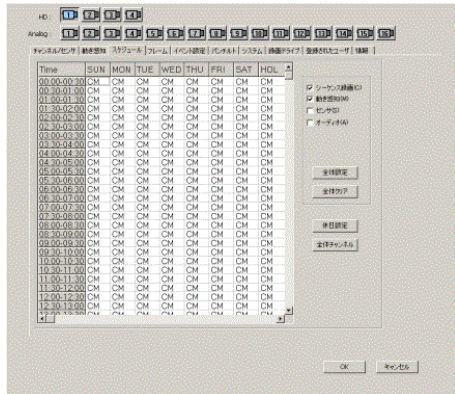 HD : 1 2 3 4
Analog : 1 2 3 4 5 6 7 8 9 10 11 12 13 14 15 16
チャンネル/センサ 動き感知 スケジュール フレーム イベント設定 パンチルト システム 録画ドライブ 登録されたユーザ 情報
Time SUN MON TUE WED THU FRI SAT HOL
00:00-00:30 CM CM CM CM CM CM CM CM
00:30-01:00 CM CM CM CM CM CM CM CM
01:00-01:30 CM CM CM CM CM CM CM CM
01:30-02:00 CM CM CM CM CM CM CM CM
02:00-02:30 CM CM CM CM CM CM CM CM
02:30-03:00 CM CM CM CM CM CM CM CM
03:00-03:30 CM CM CM CM CM CM CM CM
03:30-04:00 CM CM CM CM CM CM CM CM
04:00-04:30 CM CM CM CM CM CM CM CM
04:30-05:00 CM CM CM CM CM CM CM CM
05:00-05:30 CM CM CM CM CM CM CM CM
05:30-06:00 CM CM CM CM CM CM CM CM
06:00-06:30 CM CM CM CM CM CM CM CM
06:30-07:00 CM CM CM CM CM CM CM CM
07:00-07:30 CM CM CM CM CM CM CM CM
07:30-08:00 CM CM CM CM CM CM CM CM
08:00-08:30 CM CM CM CM CM CM CM CM
08:30-09:00 CM CM CM CM CM CM CM CM
09:00-09:30 CM CM CM CM CM CM CM CM
09:30-10:00 CM CM CM CM CM CM CM CM
10:00-10:30 CM CM CM CM CM CM CM CM
10:30-11:00 CM CM CM CM CM CM CM CM
11:00-11:30 CM CM CM CM CM CM CM CM
11:30-12:00 CM CM CM CM CM CM CM CM
12:00-12:30 CM CM CM CM CM CM CM CM
12:30-13:00 CM CM CM CM CM CM CM CM
シーケンス録画(C)
動き感知(M)
センサ(S)
オーディオ(A)
全体設定
全体クリア
休日設定
全体チャンネル
OK キャンセル